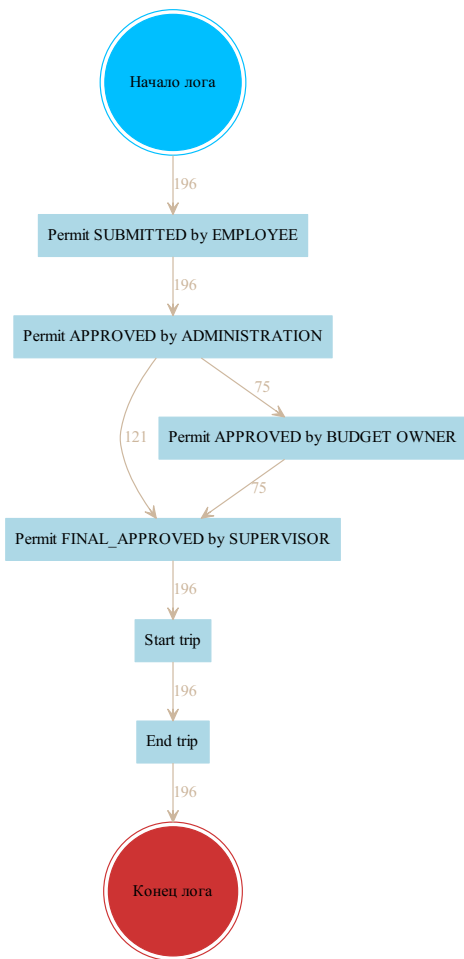 Начало лога
196
Permit SUBMITTED by EMPLOYEE
196
Permit APPROVED by ADMINISTRATION
75
121
Permit APPROVED by BUDGET OWNER
75
Permit FINAL_APPROVED by SUPERVISOR
196
Start trip
196
End trip
196
Конец лога